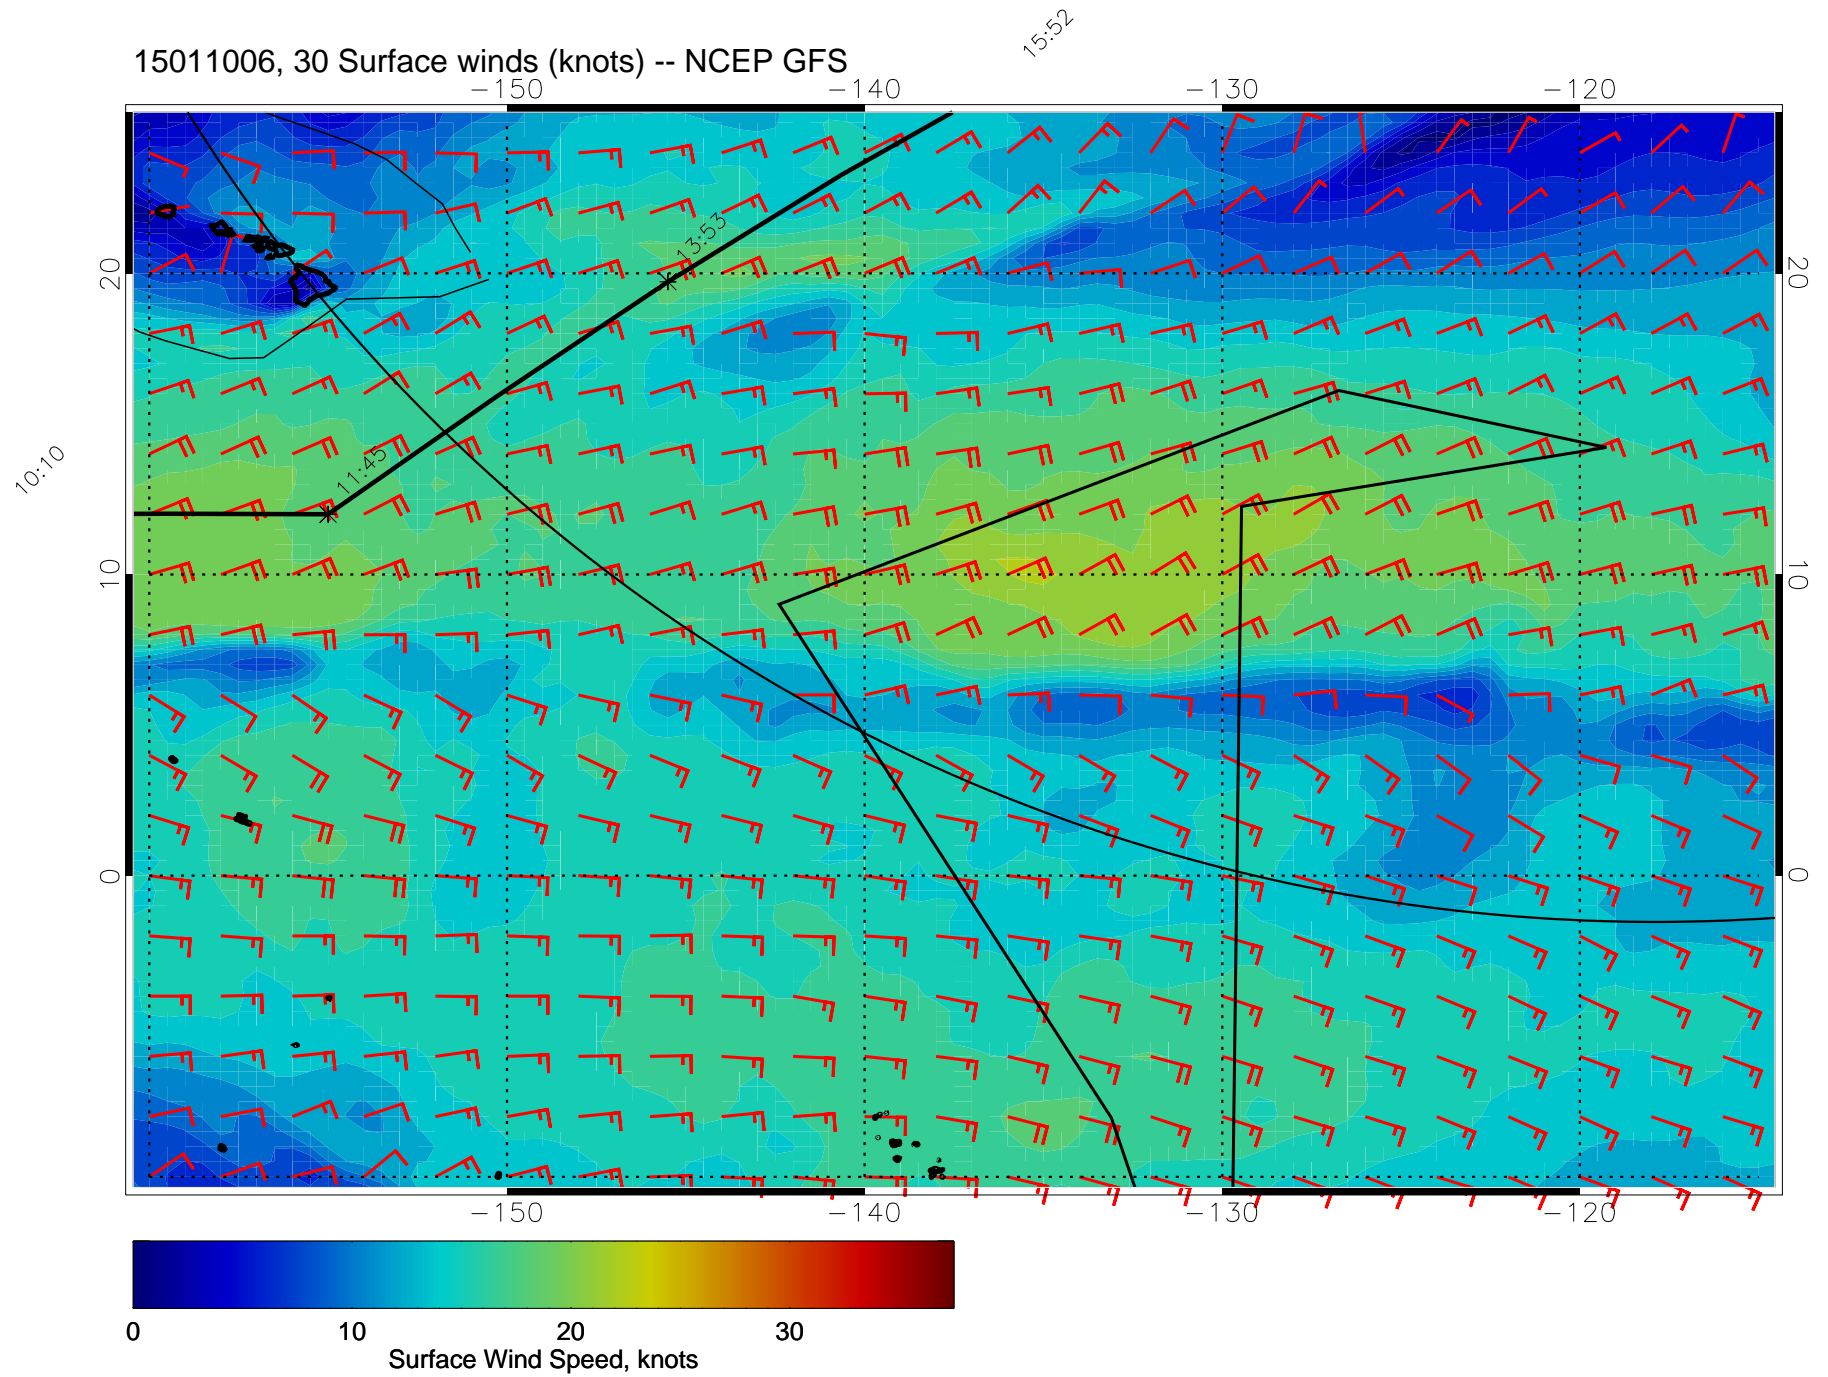 15:52
15011006, 30 Surface winds (knots) -- NCEP GFS
-150 -140 -130 -120
13:53
20 20
11:45
10:10
10 10
0 0
-150 -140 -130 -120
0 10 20 30
Surface Wind Speed, knots